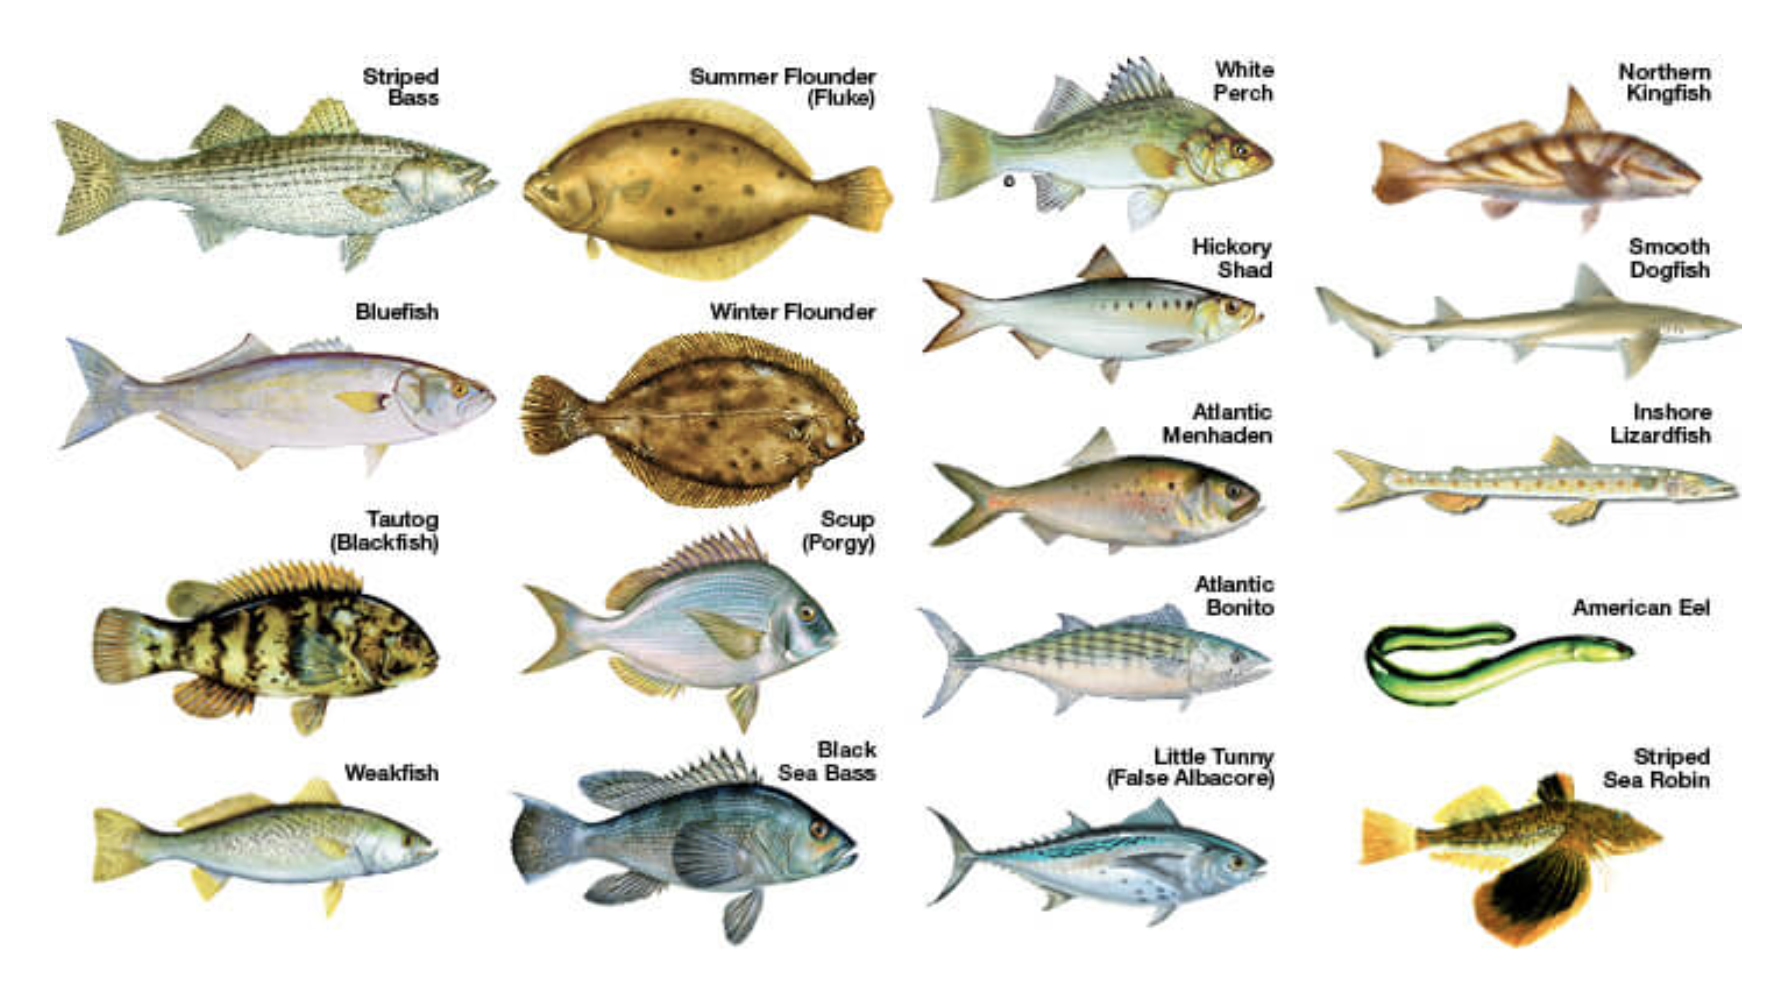 Striped
Bass
Summer Flounder
(Fluke)
White
Perch
Northern
Kingfish
Hickory
Shad
Smooth
Dogfish
Bluefish
Winter Flounder
Atlantic
Menhaden
Inshore
Lizardfish
Tautog
(Blackfish)
Scup
(Porgy)
Atlantic
Bonito
American Eel
Weakfish
Black
Sea Bass
Little Tunny
(False Albacore)
Striped
Sea Robin